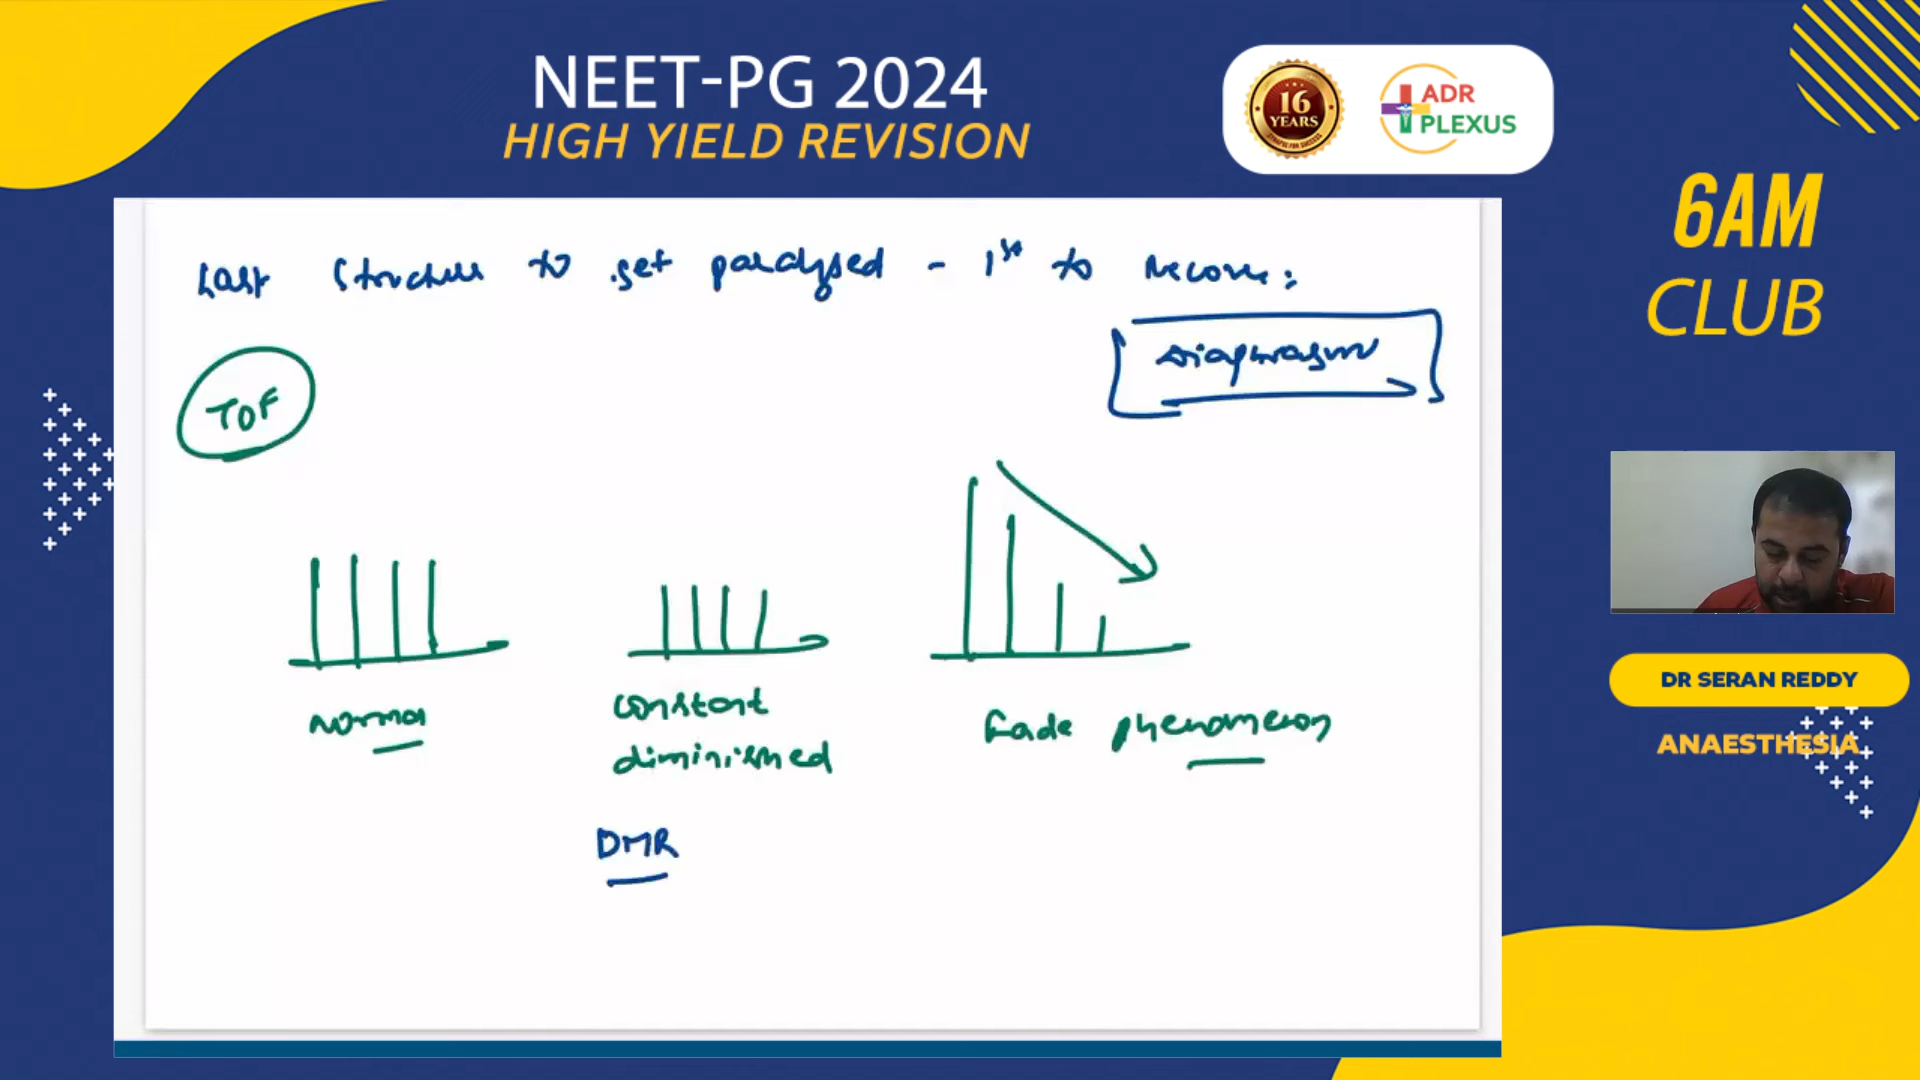 NEET-PG 2024
HIGH YIELD REVISION
16
YEARS
ADR
PLEXUS
6AM
CLUB
Last structure to get paralysed - 1st to recover:
Diaphragm
TOF
normal
constant
diminished
Fade phenomenon
DMR
DR SERAN REDDY
ANAESTHESIA